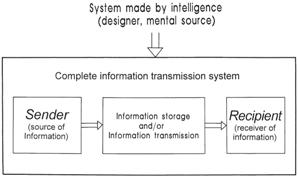 System made by intelligence
(designer, mental source)
Complete information transmission system
Sender
(source of
Information)
Information storage
and/or
Information transmission
Recipient
(receiver of
information)